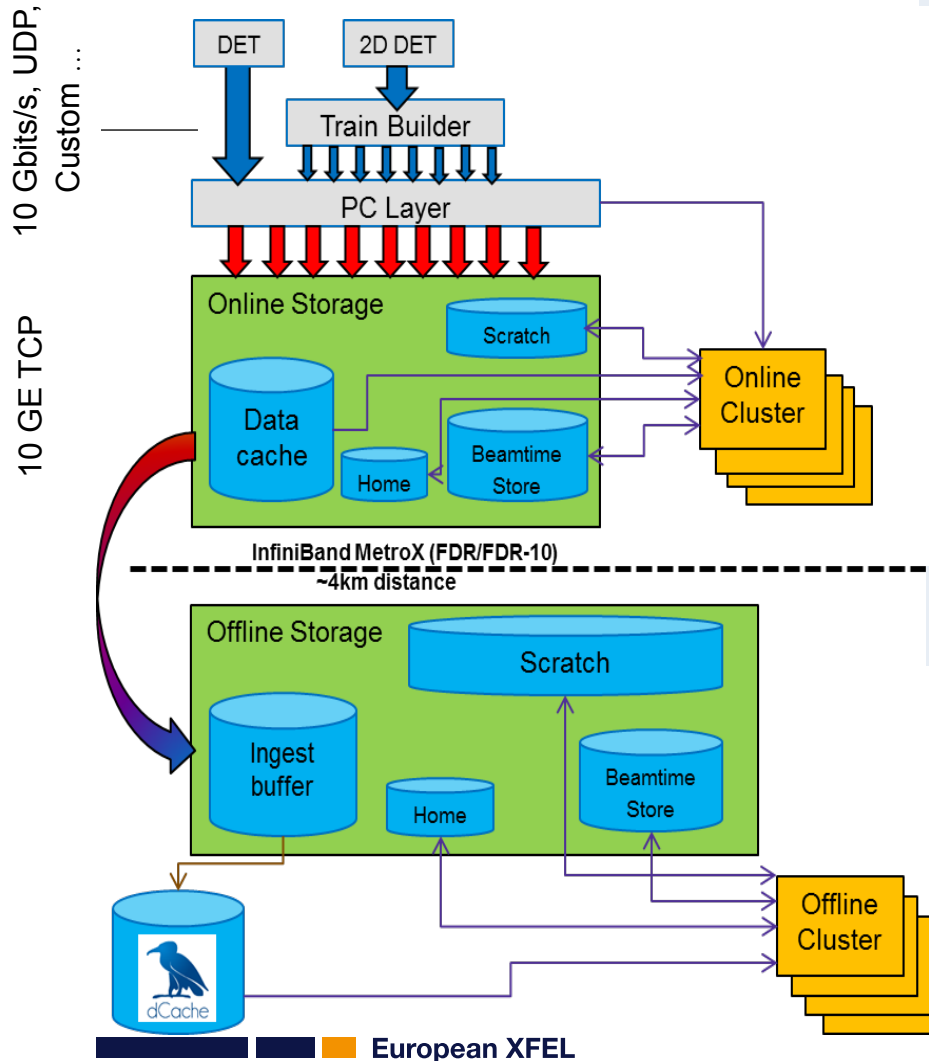 10 Gbits/s, UDP,
Custom ...
DET
2D DET
Train Builder
PC Layer
10 GE TCP
Online Storage
Scratch
Data
cache
Home
Beamtime
Store
Online
Cluster
InfiniBand MetroX (FDR/FDR-10)
~4km distance
Offline Storage
Scratch
Ingest
buffer
Home
Beamtime
Store
Offline
Cluster
dCache
European XFEL